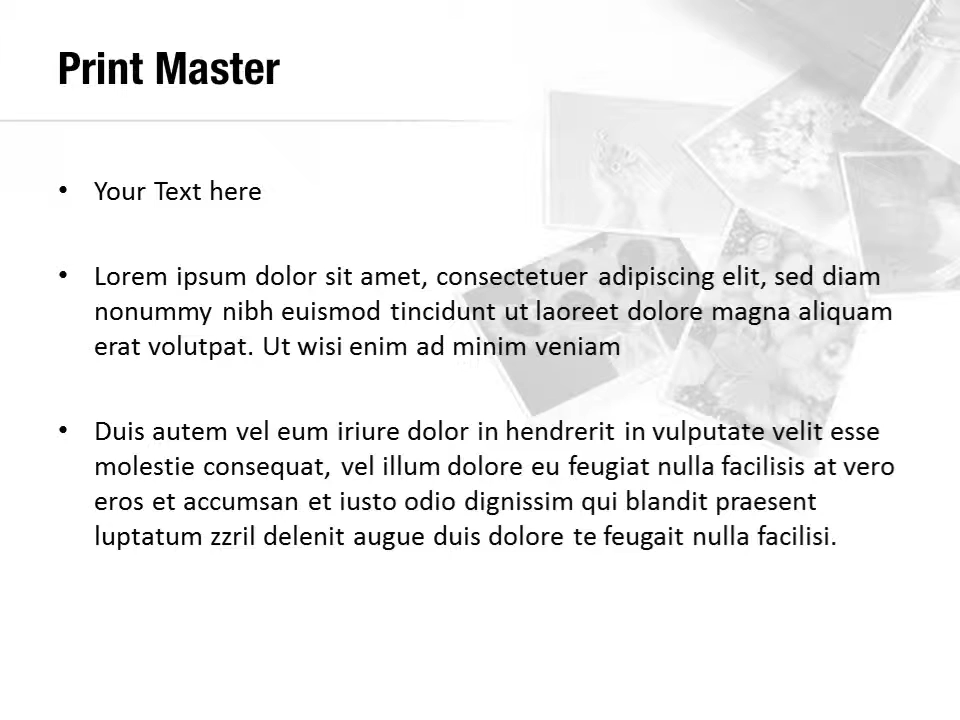 Print Master
• Your Text here
• Lorem ipsum dolor sit amet, consectetuer adipiscing elit, sed diam
nonummy nibh euismod tincidunt ut laoreet dolore magna aliquam
erat volutpat. Ut wisi enim ad minim veniam
• Duis autem vel eum iriure dolor in hendrerit in vulputate velit esse
molestie consequat, vel illum dolore eu feugiat nulla facilisis at vero
eros et accumsan et iusto odio dignissim qui blandit praesent
luptatum zzril delenit augue duis dolore te feugait nulla facilisi.